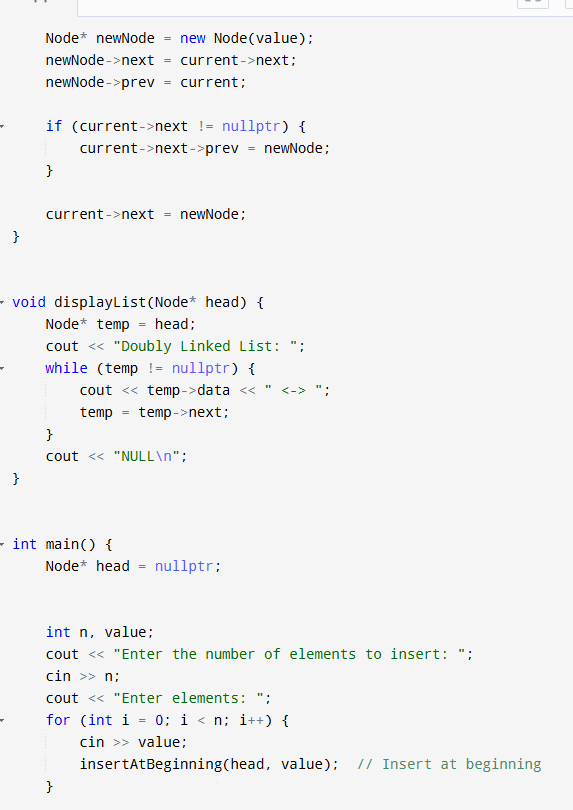 Node* newNode = new Node(value);
    newNode->next = current->next;
    newNode->prev = current;
    if (current->next != nullptr) {
        current->next->prev = newNode;
    }
    current->next = newNode;
}
void displayList(Node* head) {
    Node* temp = head;
    cout << "Doubly Linked List: ";
    while (temp != nullptr) {
        cout << temp->data << " <-> ";
        temp = temp->next;
    }
    cout << "NULL\n";
}
int main() {
    Node* head = nullptr;
    int n, value;
    cout << "Enter the number of elements to insert: ";
    cin >> n;
    cout << "Enter elements: ";
    for (int i = 0; i < n; i++) {
        cin >> value;
        insertAtBeginning(head, value);  // Insert at beginning
    }